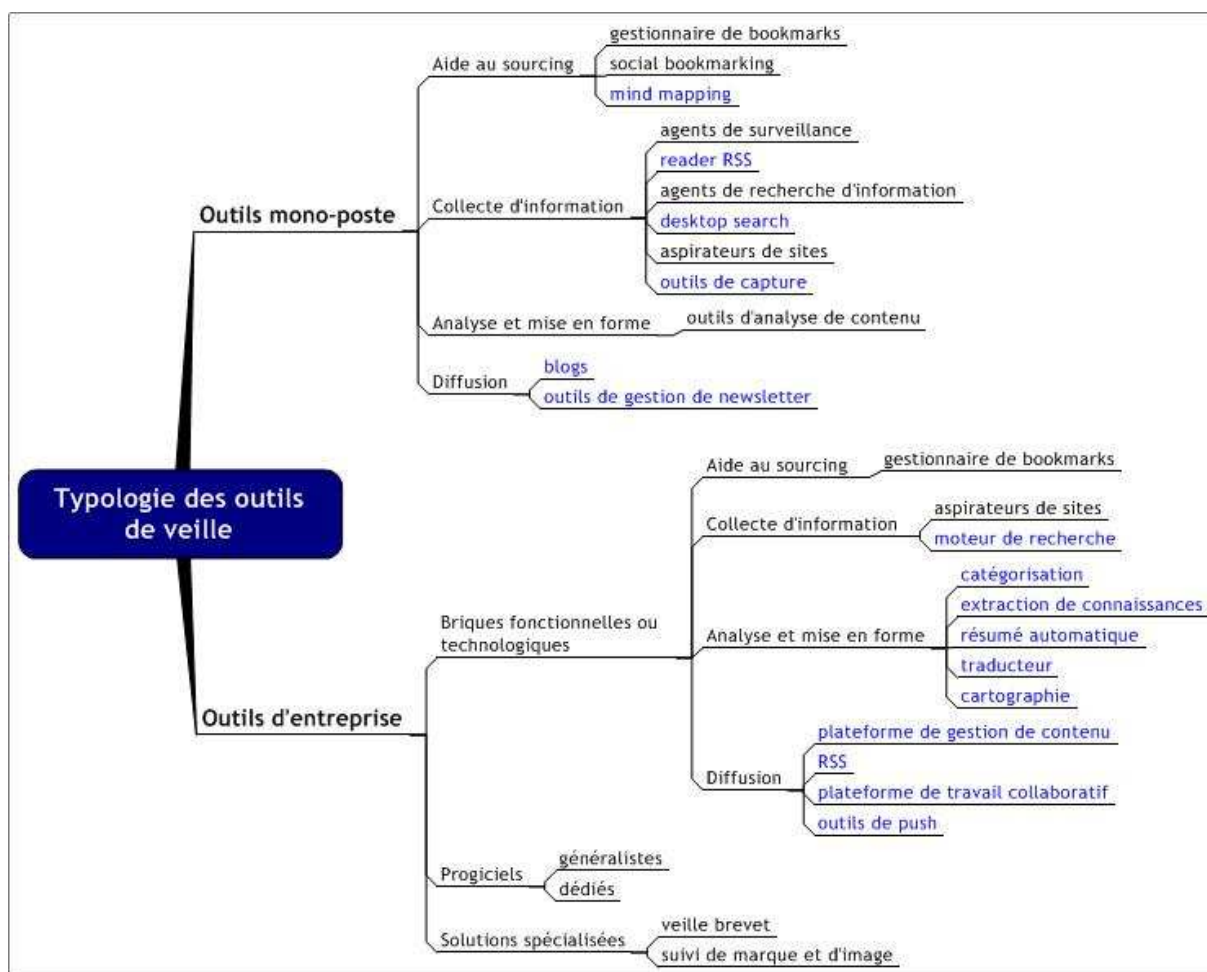 Typologie des outils
de veille
Outils mono-poste
Aide au sourcing
gestionnaire de bookmarks
social bookmarking
mind mapping
Collecte d'information
agents de surveillance
reader RSS
agents de recherche d'information
desktop search
aspirateurs de sites
outils de capture
Analyse et mise en forme
outils d'analyse de contenu
Diffusion
blogs
outils de gestion de newsletter
Outils d'entreprise
Briques fonctionnelles ou
technologiques
Aide au sourcing
gestionnaire de bookmarks
Collecte d'information
aspirateurs de sites
moteur de recherche
Analyse et mise en forme
catégorisation
extraction de connaissances
résumé automatique
traducteur
cartographie
Diffusion
plateforme de gestion de contenu
RSS
plateforme de travail collaboratif
outils de push
Progiciels
généralistes
dédiés
Solutions spécialisées
veille brevet
suivi de marque et d'image